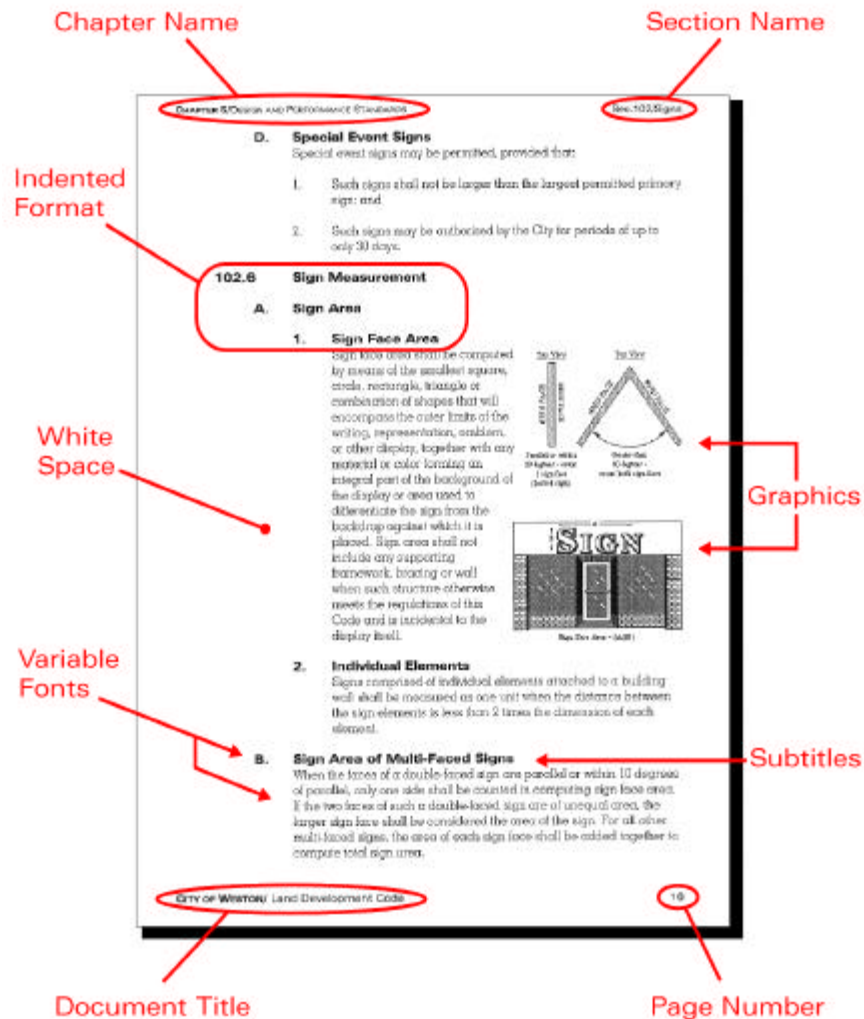 Chapter Name
Section Name
CHAPTER 5/DESIGN AND PERFORMANCE STANDARDS
Sec.102/Signs
D. Special Event Signs
Special event signs may be permitted, provided that:
Indented
Format
1. Such signs shall not be larger than the largest permitted primary
sign; and
2. Such signs may be authorized by the City for periods of up to
only 30 days.
102.6 Sign Measurement
A. Sign Area
1. Sign Face Area
Sign face area shall be computed
by means of the smallest square,
circle, rectangle, triangle or
combination of shapes that will
encompass the outer limits of the
writing, representation, emblem,
or other display, together with any
material or color forming an
integral part of the background of
the display or area used to
differentiate the sign from the
backdrop against which it is
placed. Sign area shall not
include any supporting
framework, bracing or wall
when such structure otherwise
meets the regulations of this
Code and is incidental to the
display itself.
Top View
Top View
White
Space
Graphics
SIGN
Variable
Fonts
2. Individual Elements
Signs comprised of individual elements attached to a building
wall shall be measured as one unit when the distance between
the sign elements is less than 2 times the dimension of each
element.
B. Sign Area of Multi-Faced Signs
Subtitles
When the faces of a double-faced sign are parallel or within 10 degrees
of parallel, only one side shall be counted in computing sign face area.
If the two faces of such a double-faced sign are of unequal area, the
larger sign face shall be considered the area of the sign. For all other
multi-faced signs, the area of each sign face shall be added together to
compute total sign area.
CITY OF WESTON/ Land Development Code
Document Title
Page Number